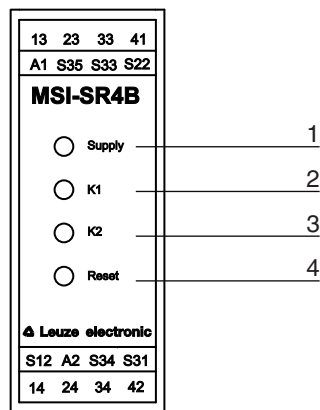 13 23 33 41
A1 S35 S33 S22
MSI-SR4B
Supply 1
K1 2
K2 3
Reset 4
Leuze electronic
S12 A2 S34 S31
14 24 34 42